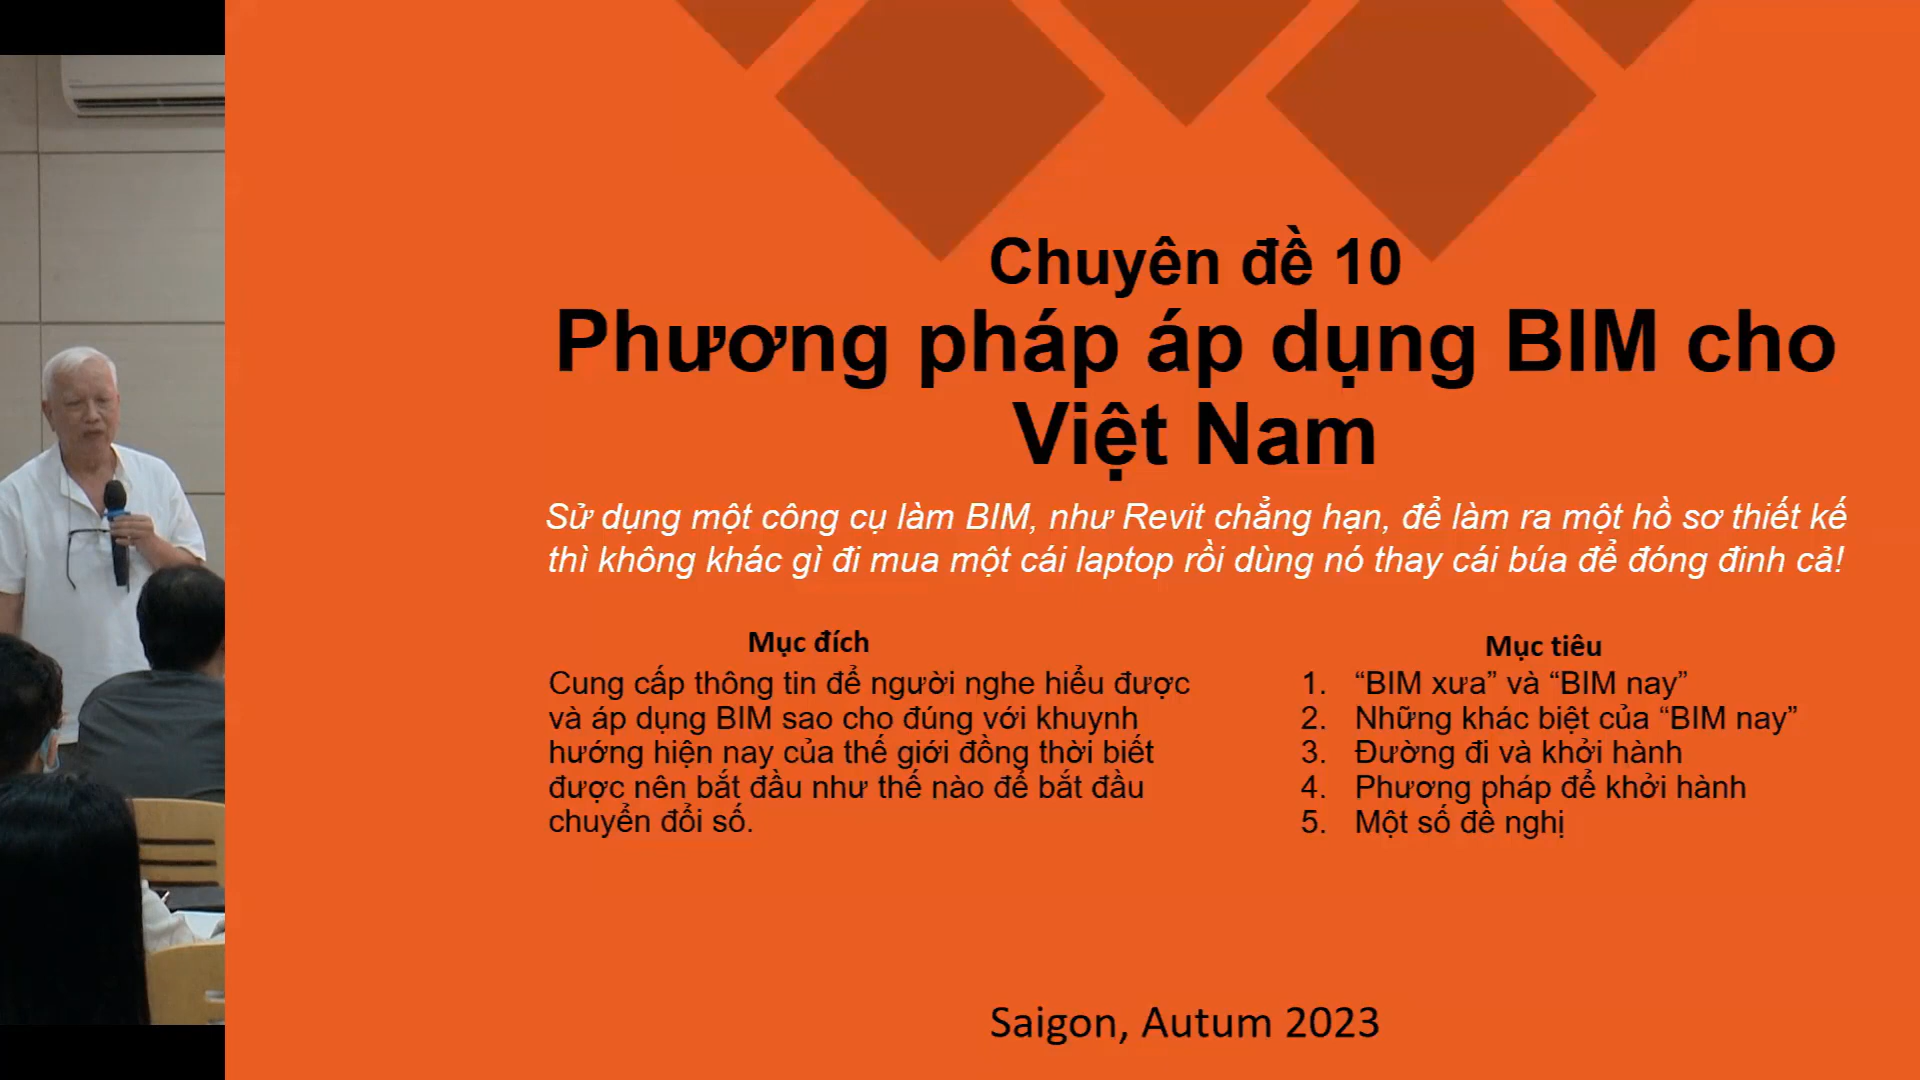 Chuyên đề 10
Phương pháp áp dụng BIM cho
Việt Nam
Sử dụng một công cụ làm BIM, như Revit chẳng hạn, để làm ra một hồ sơ thiết kế
thì không khác gì đi mua một cái laptop rồi dùng nó thay cái búa để đóng đinh cả!
Mục đích
Cung cấp thông tin để người nghe hiểu được
và áp dụng BIM sao cho đúng với khuynh
hướng hiện nay của thế giới đồng thời biết
được nên bắt đầu như thế nào để bắt đầu
chuyển đổi số.
Mục tiêu
1. “BIM xưa” và “BIM nay”
2. Những khác biệt của “BIM nay”
3. Đường đi và khởi hành
4. Phương pháp để khởi hành
5. Một số đề nghị
Saigon, Autum 2023